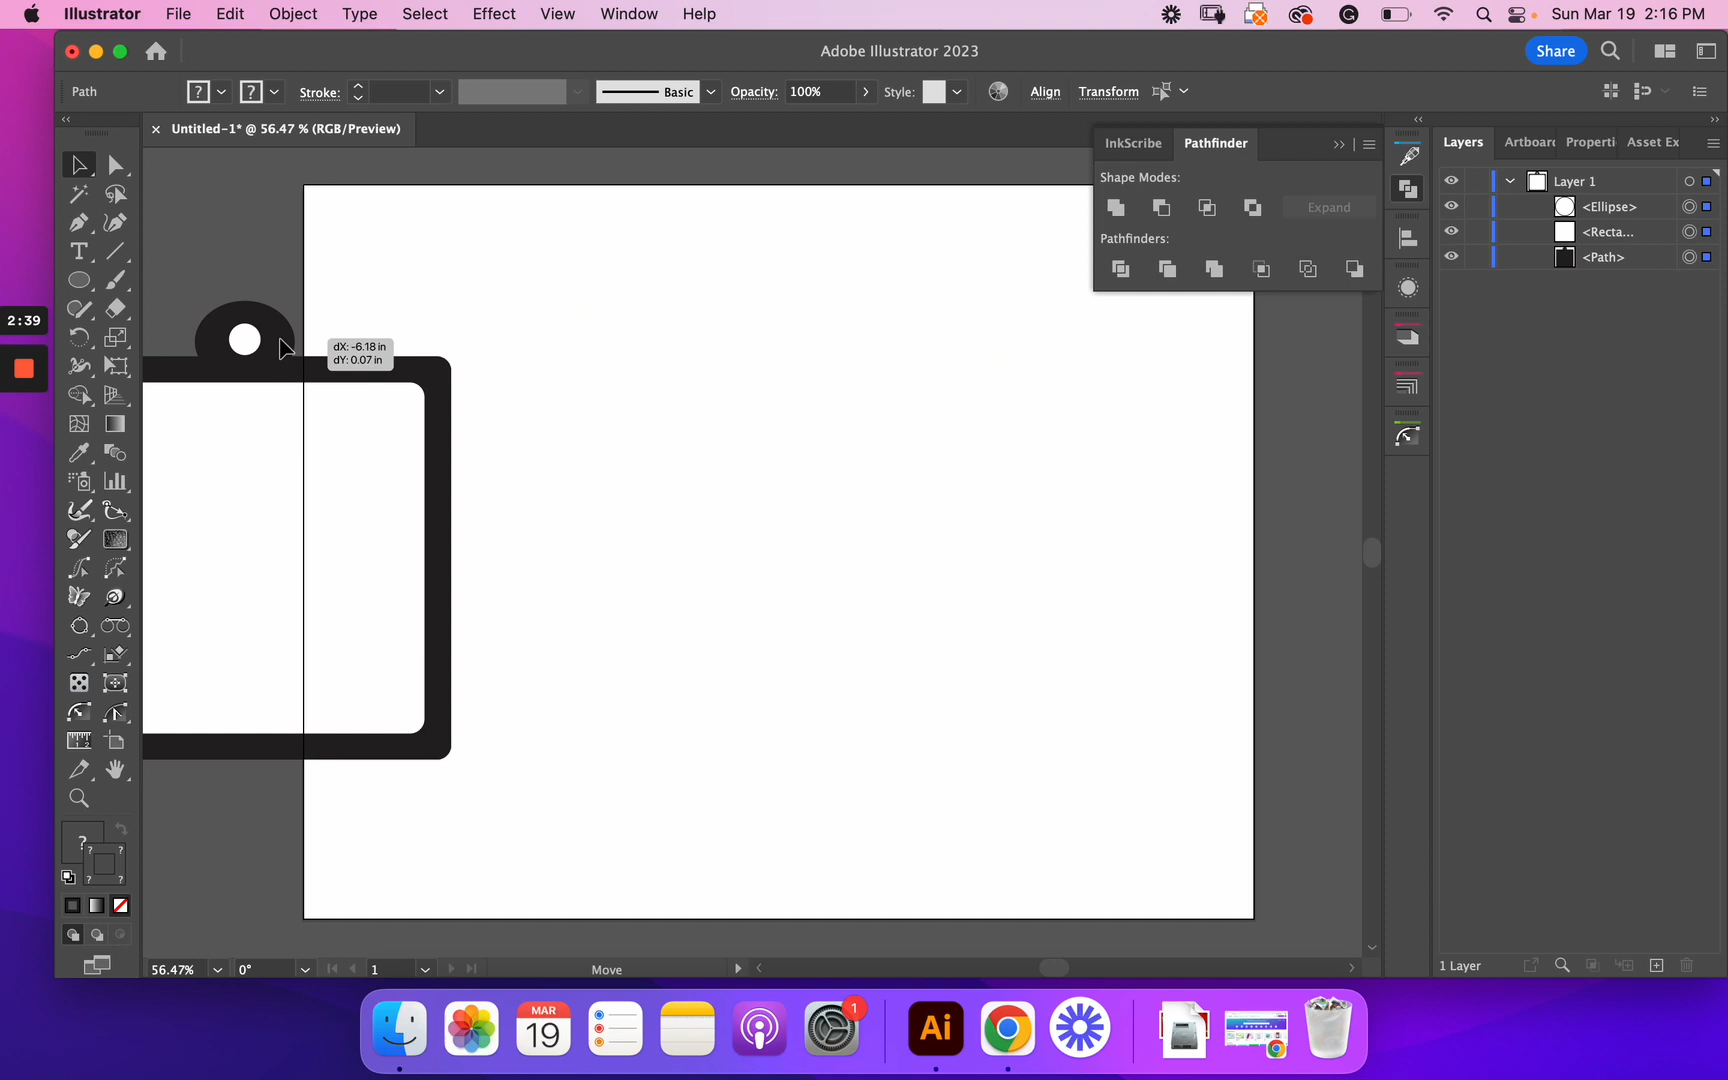 Illustrator File Edit Object Type Select Effect View Window Help Sun Mar 19 2:16 PM
Adobe Illustrator 2023 Share
Path ? ? Stroke: Basic Opacity: 100% Style: Align Transform
× Untitled-1* @ 56.47 % (RGB/Preview)
InkScribe Pathfinder
Layers Artboard Properti Asset Ex
Shape Modes:
Layer 1
Expand
<Ellipse>
Pathfinders:
<Recta...
<Path>
2:39
dX: -6.18 in
dY: 0.07 in
?
? ?
? ?
56.47% 0° 1 Move
1 Layer
MAR
19
1
Ai